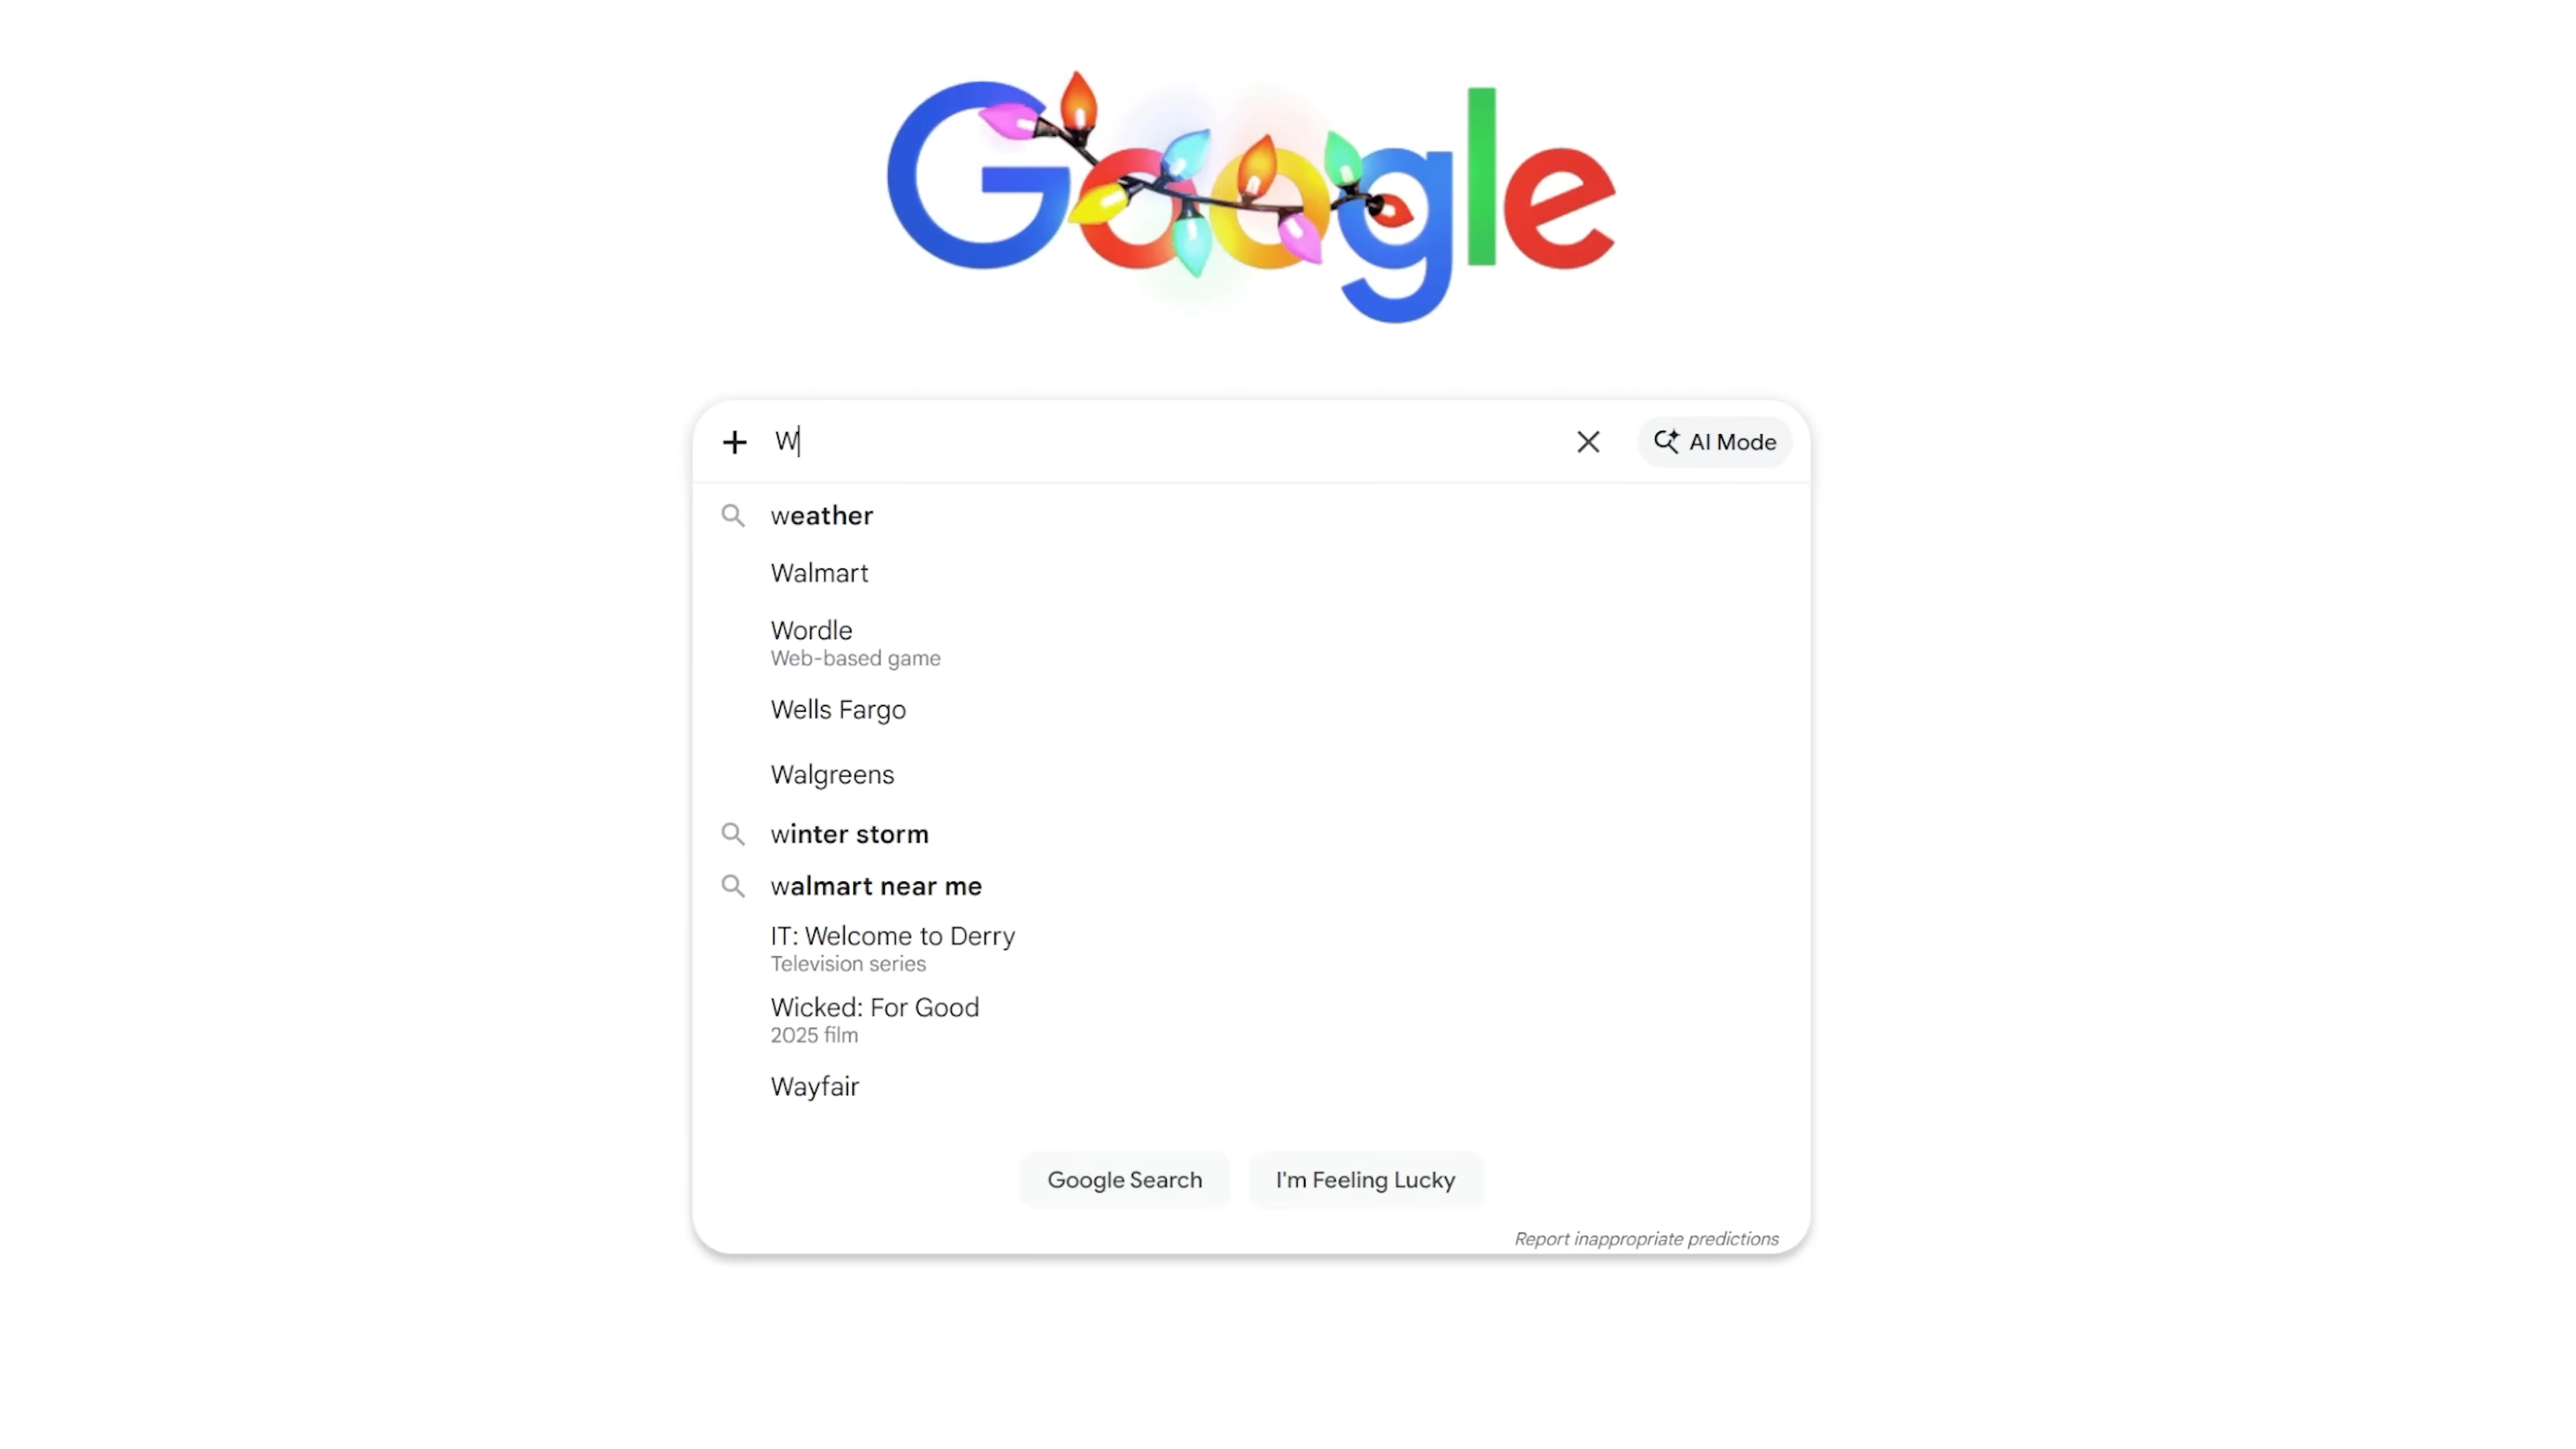 Google
W
AI Mode
weather
Walmart
Wordle
Web-based game
Wells Fargo
Walgreens
winter storm
walmart near me
IT: Welcome to Derry
Television series
Wicked: For Good
2025 film
Wayfair
Google Search
I'm Feeling Lucky
Report inappropriate predictions